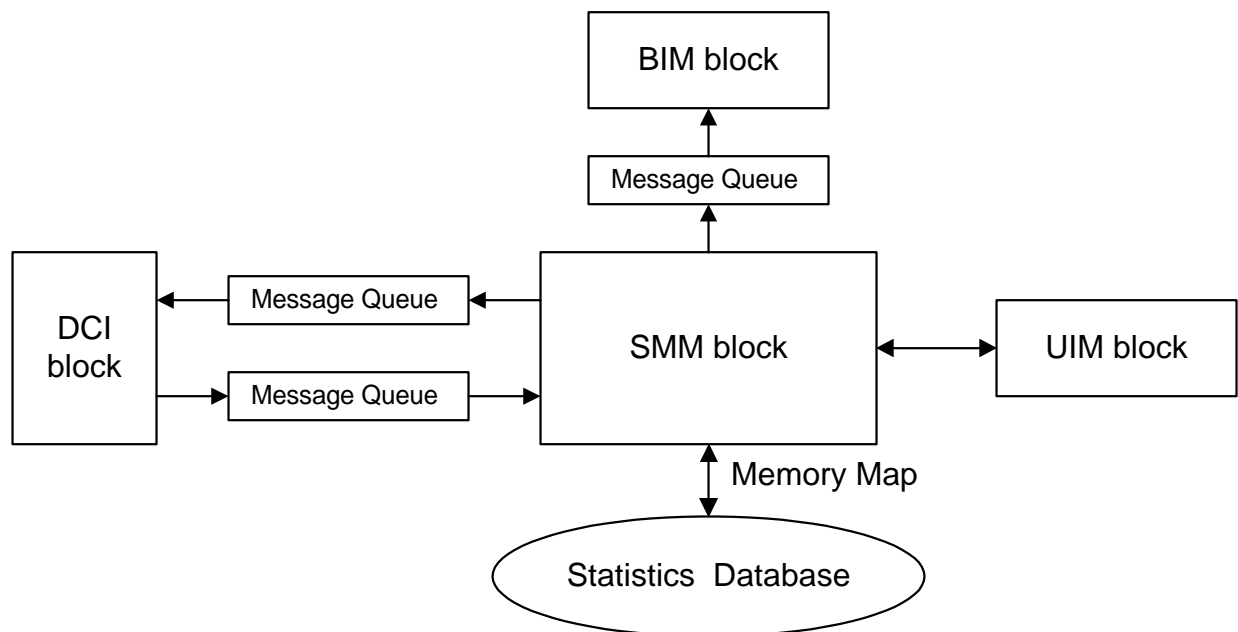 BIM block
Message Queue
Message Queue
DCI
block
SMM block
UIM block
Message Queue
Memory Map
Statistics Database